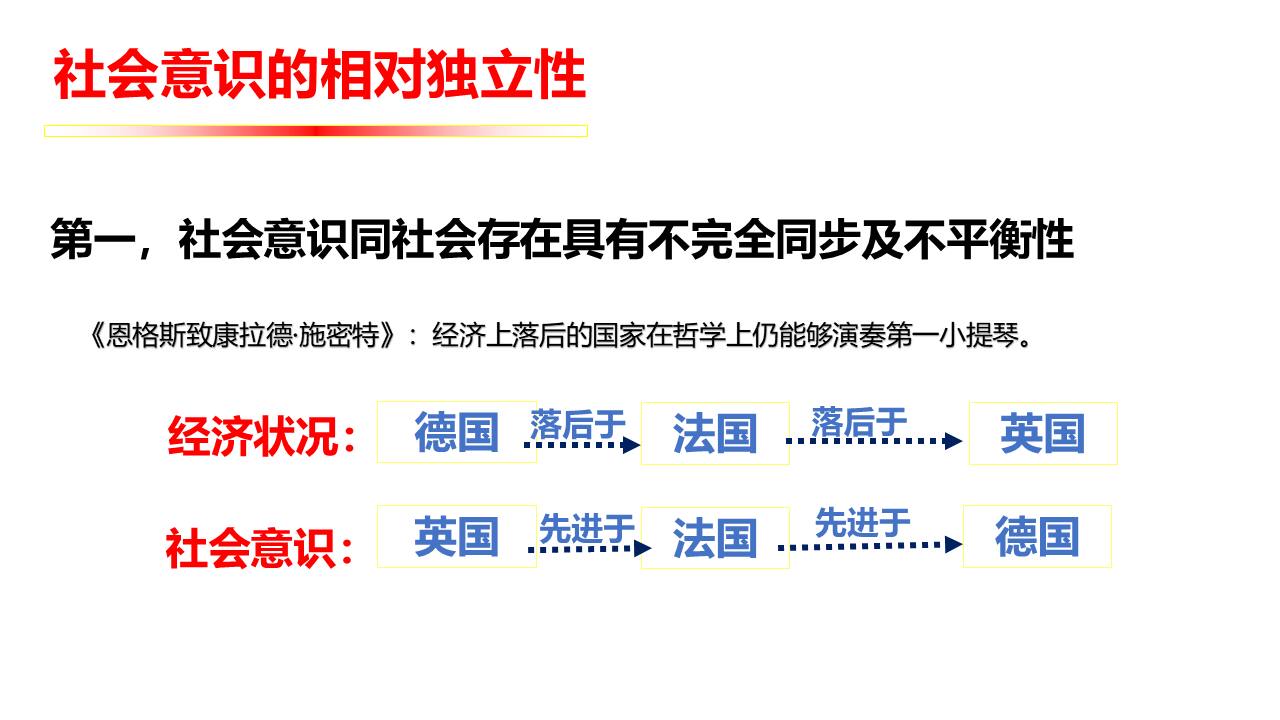 社会意识的相对独立性
第一，社会意识同社会存在具有不完全同步及不平衡性
《恩格斯致康拉德·施密特》：经济上落后的国家在哲学上仍能够演奏第一小提琴。
经济状况： 德国 落后于 法国 落后于 英国
社会意识： 英国 先进于 法国 先进于 德国